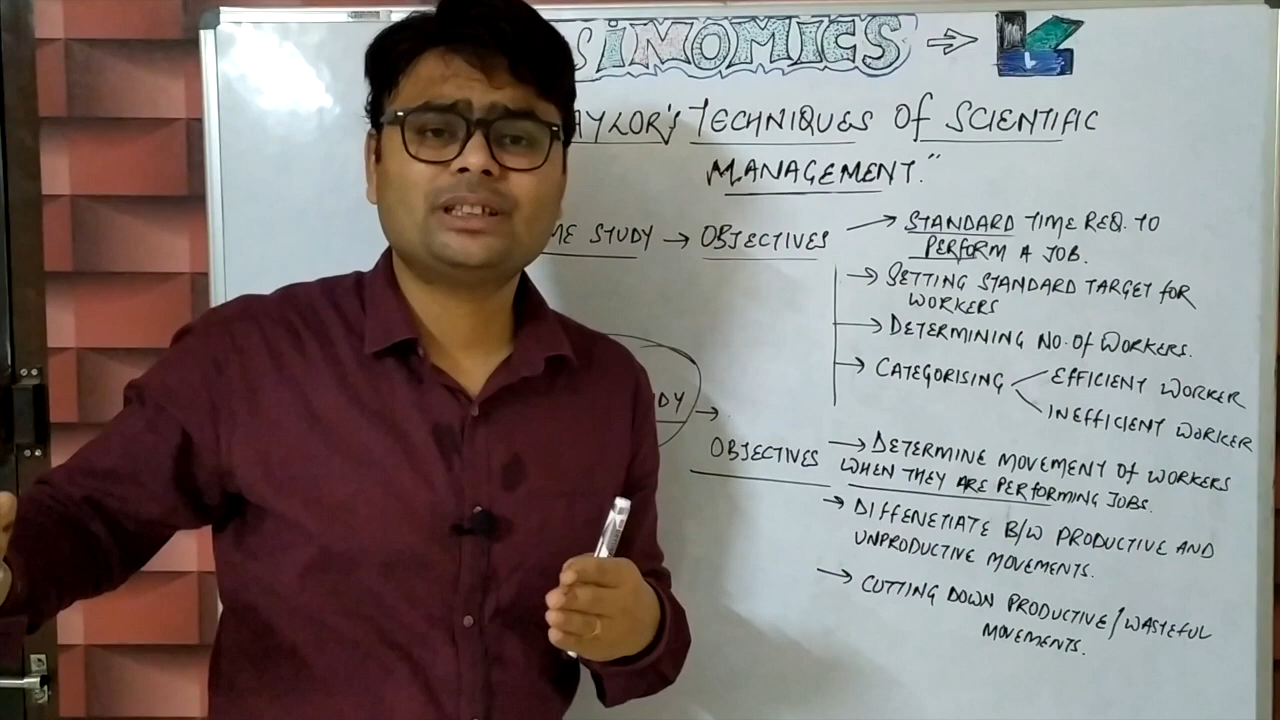 SINOMICS →
AYLOR'S TECHNIQUES Of SCIENTIFIC
MANAGEMENT."
ME STUDY → OBJECTIVES → STANDARD TIME REQ. TO
PERFORM A JOB.
→ SETTING STANDARD TARGET FOR
WORKERS
→ DETERMINING NO. Of WORKERS.
→ CATEGORISING EFFICIENT WORKER
INEFFICIENT WORKER
DY →
OBJECTIVES → DETERMINE MOVEMENT Of WORKERS
WHEN THEY ARE PERFORMING JOBS.
→ DIFFENETIATE B/W PRODUCTIVE AND
UNPRODUCTIVE MOVEMENTS.
→ CUTTING DOWN PRODUCTIVE/WASTEFUL
MOVEMENTS.